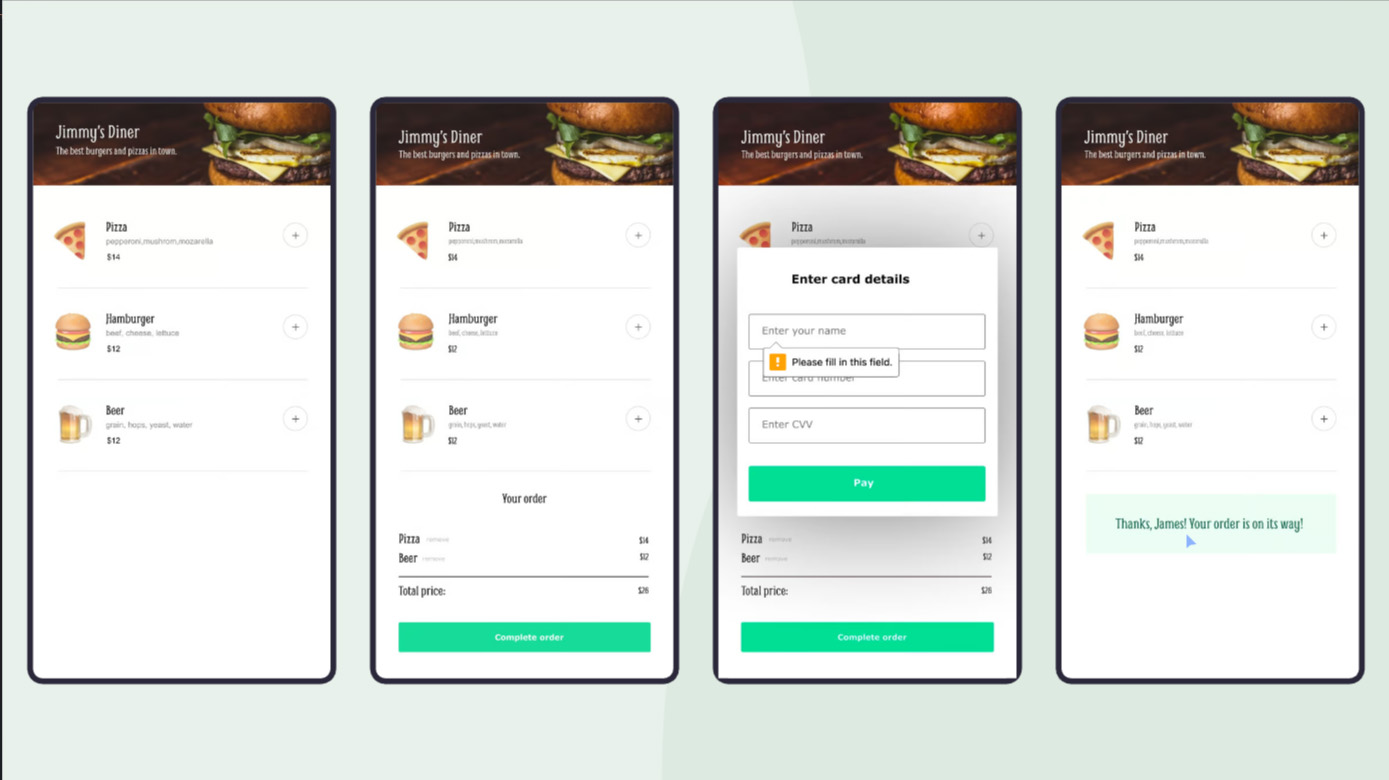 Jimmy's Diner
The best burgers and pizzas in town.
Pizza
pepperoni,mushrom,mozarella
$14
+
Hamburger
beef, cheese, lettuce
$12
+
Beer
grain, hops, yeast, water
$12
+
Jimmy's Diner
The best burgers and pizzas in town.
Pizza
pepperoni,mushrom,mozarella
$14
+
Hamburger
beef, cheese, lettuce
$12
+
Beer
grain, hops, yeast, water
$12
+
Your order
Pizza remove $14
Beer remove $12
Total price: $26
Complete order
Jimmy's Diner
The best burgers and pizzas in town.
Pizza
pepperoni,mushrom,mozarella
+
Enter card details
Enter your name
! Please fill in this field.
Enter card number
Enter CVV
Pay
Pizza remove $14
Beer remove $12
Total price: $26
Complete order
Jimmy's Diner
The best burgers and pizzas in town.
Pizza
pepperoni,mushrom,mozarella
$14
+
Hamburger
beef, cheese, lettuce
$12
+
Beer
grain, hops, yeast, water
$12
+
Thanks, James! Your order is on its way!